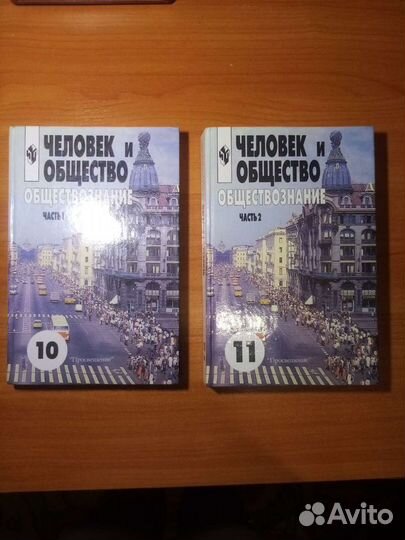 ЧЕЛОВЕК и
ОБЩЕСТВО
ОБЩЕСТВОЗНАНИЕ
ЧАСТЬ 1
10
"Просвещение"
ЧЕЛОВЕК и
ОБЩЕСТВО
ОБЩЕСТВОЗНАНИЕ
ЧАСТЬ 2
11
"Просвещение"
Avito